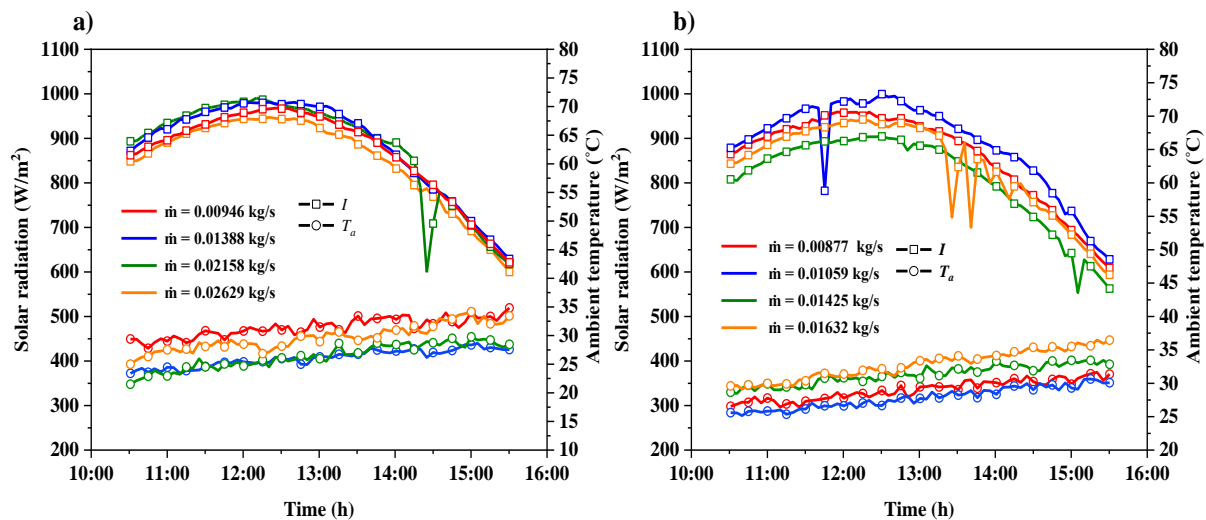 a)
1100
1000
900
800
700
600
500
400
300
200
Solar radiation (W/m²)
80
75
70
65
60
55
50
45
40
35
30
25
20
15
10
Ambient temperature (°C)
ṁ = 0.00946 kg/s
ṁ = 0.01388 kg/s
ṁ = 0.02158 kg/s
ṁ = 0.02629 kg/s
I
Tₐ
10:00 11:00 12:00 13:00 14:00 15:00 16:00
Time (h)
b)
1100
1000
900
800
700
600
500
400
300
200
Solar radiation (W/m²)
80
75
70
65
60
55
50
45
40
35
30
25
20
Ambient temperature (°C)
ṁ = 0.00877 kg/s
ṁ = 0.01059 kg/s
ṁ = 0.01425 kg/s
ṁ = 0.01632 kg/s
I
Tₐ
10:00 11:00 12:00 13:00 14:00 15:00 16:00
Time (h)